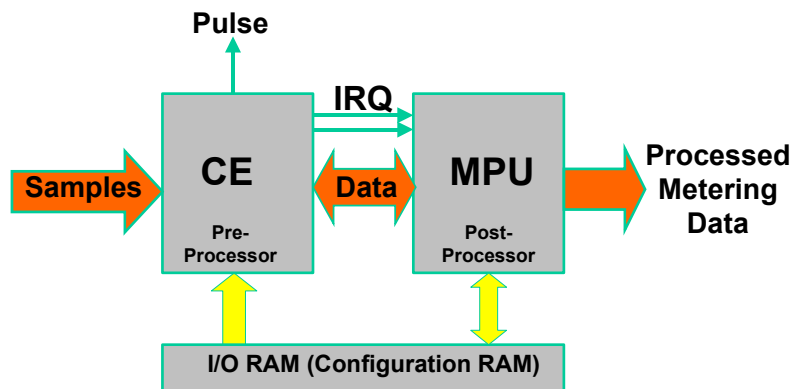 Pulse
IRQ
Samples
CE
Data
MPU
Processed
Metering
Data
Pre-
Processor
Post-
Processor
I/O RAM (Configuration RAM)